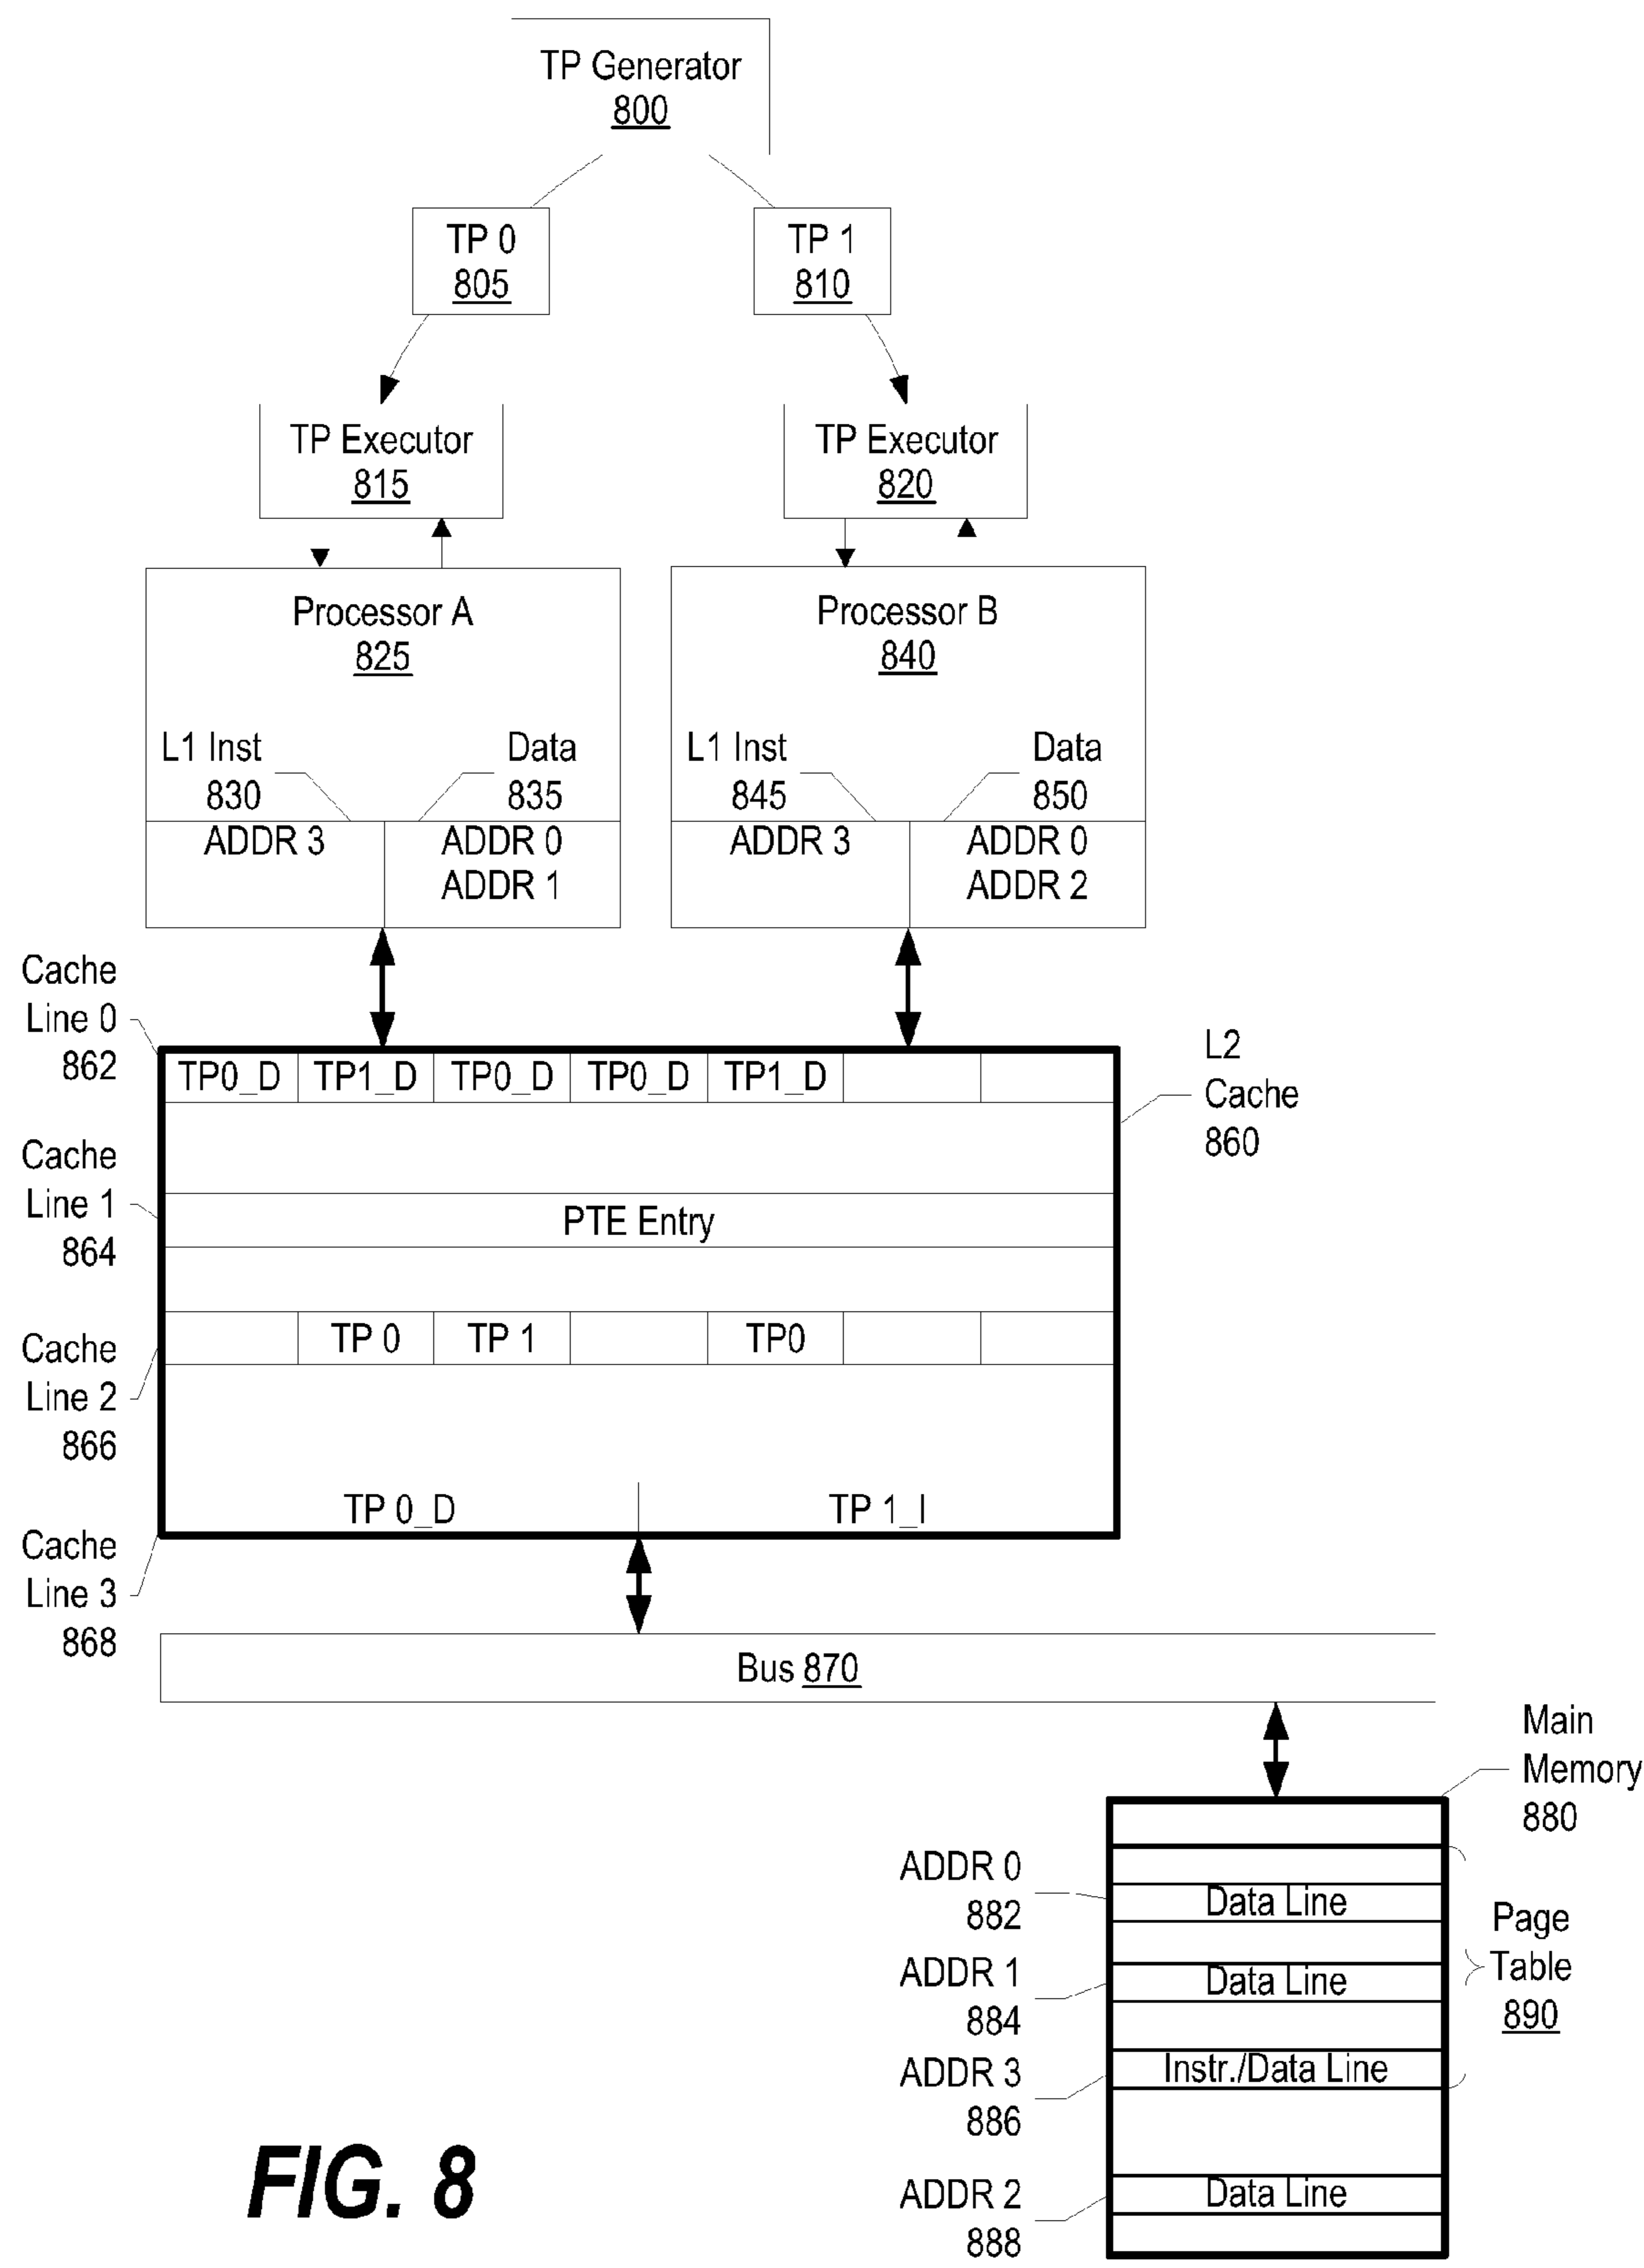 TP Generator
800
TP 0
805
TP 1
810
TP Executor
815
TP Executor
820
Processor A
825
Processor B
840
L1 Inst
830
Data
835
L1 Inst
845
Data
850
ADDR 3
ADDR 0
ADDR 1
ADDR 3
ADDR 0
ADDR 2
Cache
Line 0
862
TP0_D TP1_D TP0_D TP0_D TP1_D
L2
Cache
860
Cache
Line 1
864
PTE Entry
Cache
Line 2
866
TP 0 TP 1 TP0
TP 0_D TP 1_I
Cache
Line 3
868
Bus 870
Main
Memory
880
ADDR 0
882
Data Line
ADDR 1
884
Data Line
Page
Table
890
ADDR 3
886
Instr./Data Line
ADDR 2
888
Data Line
FIG. 8